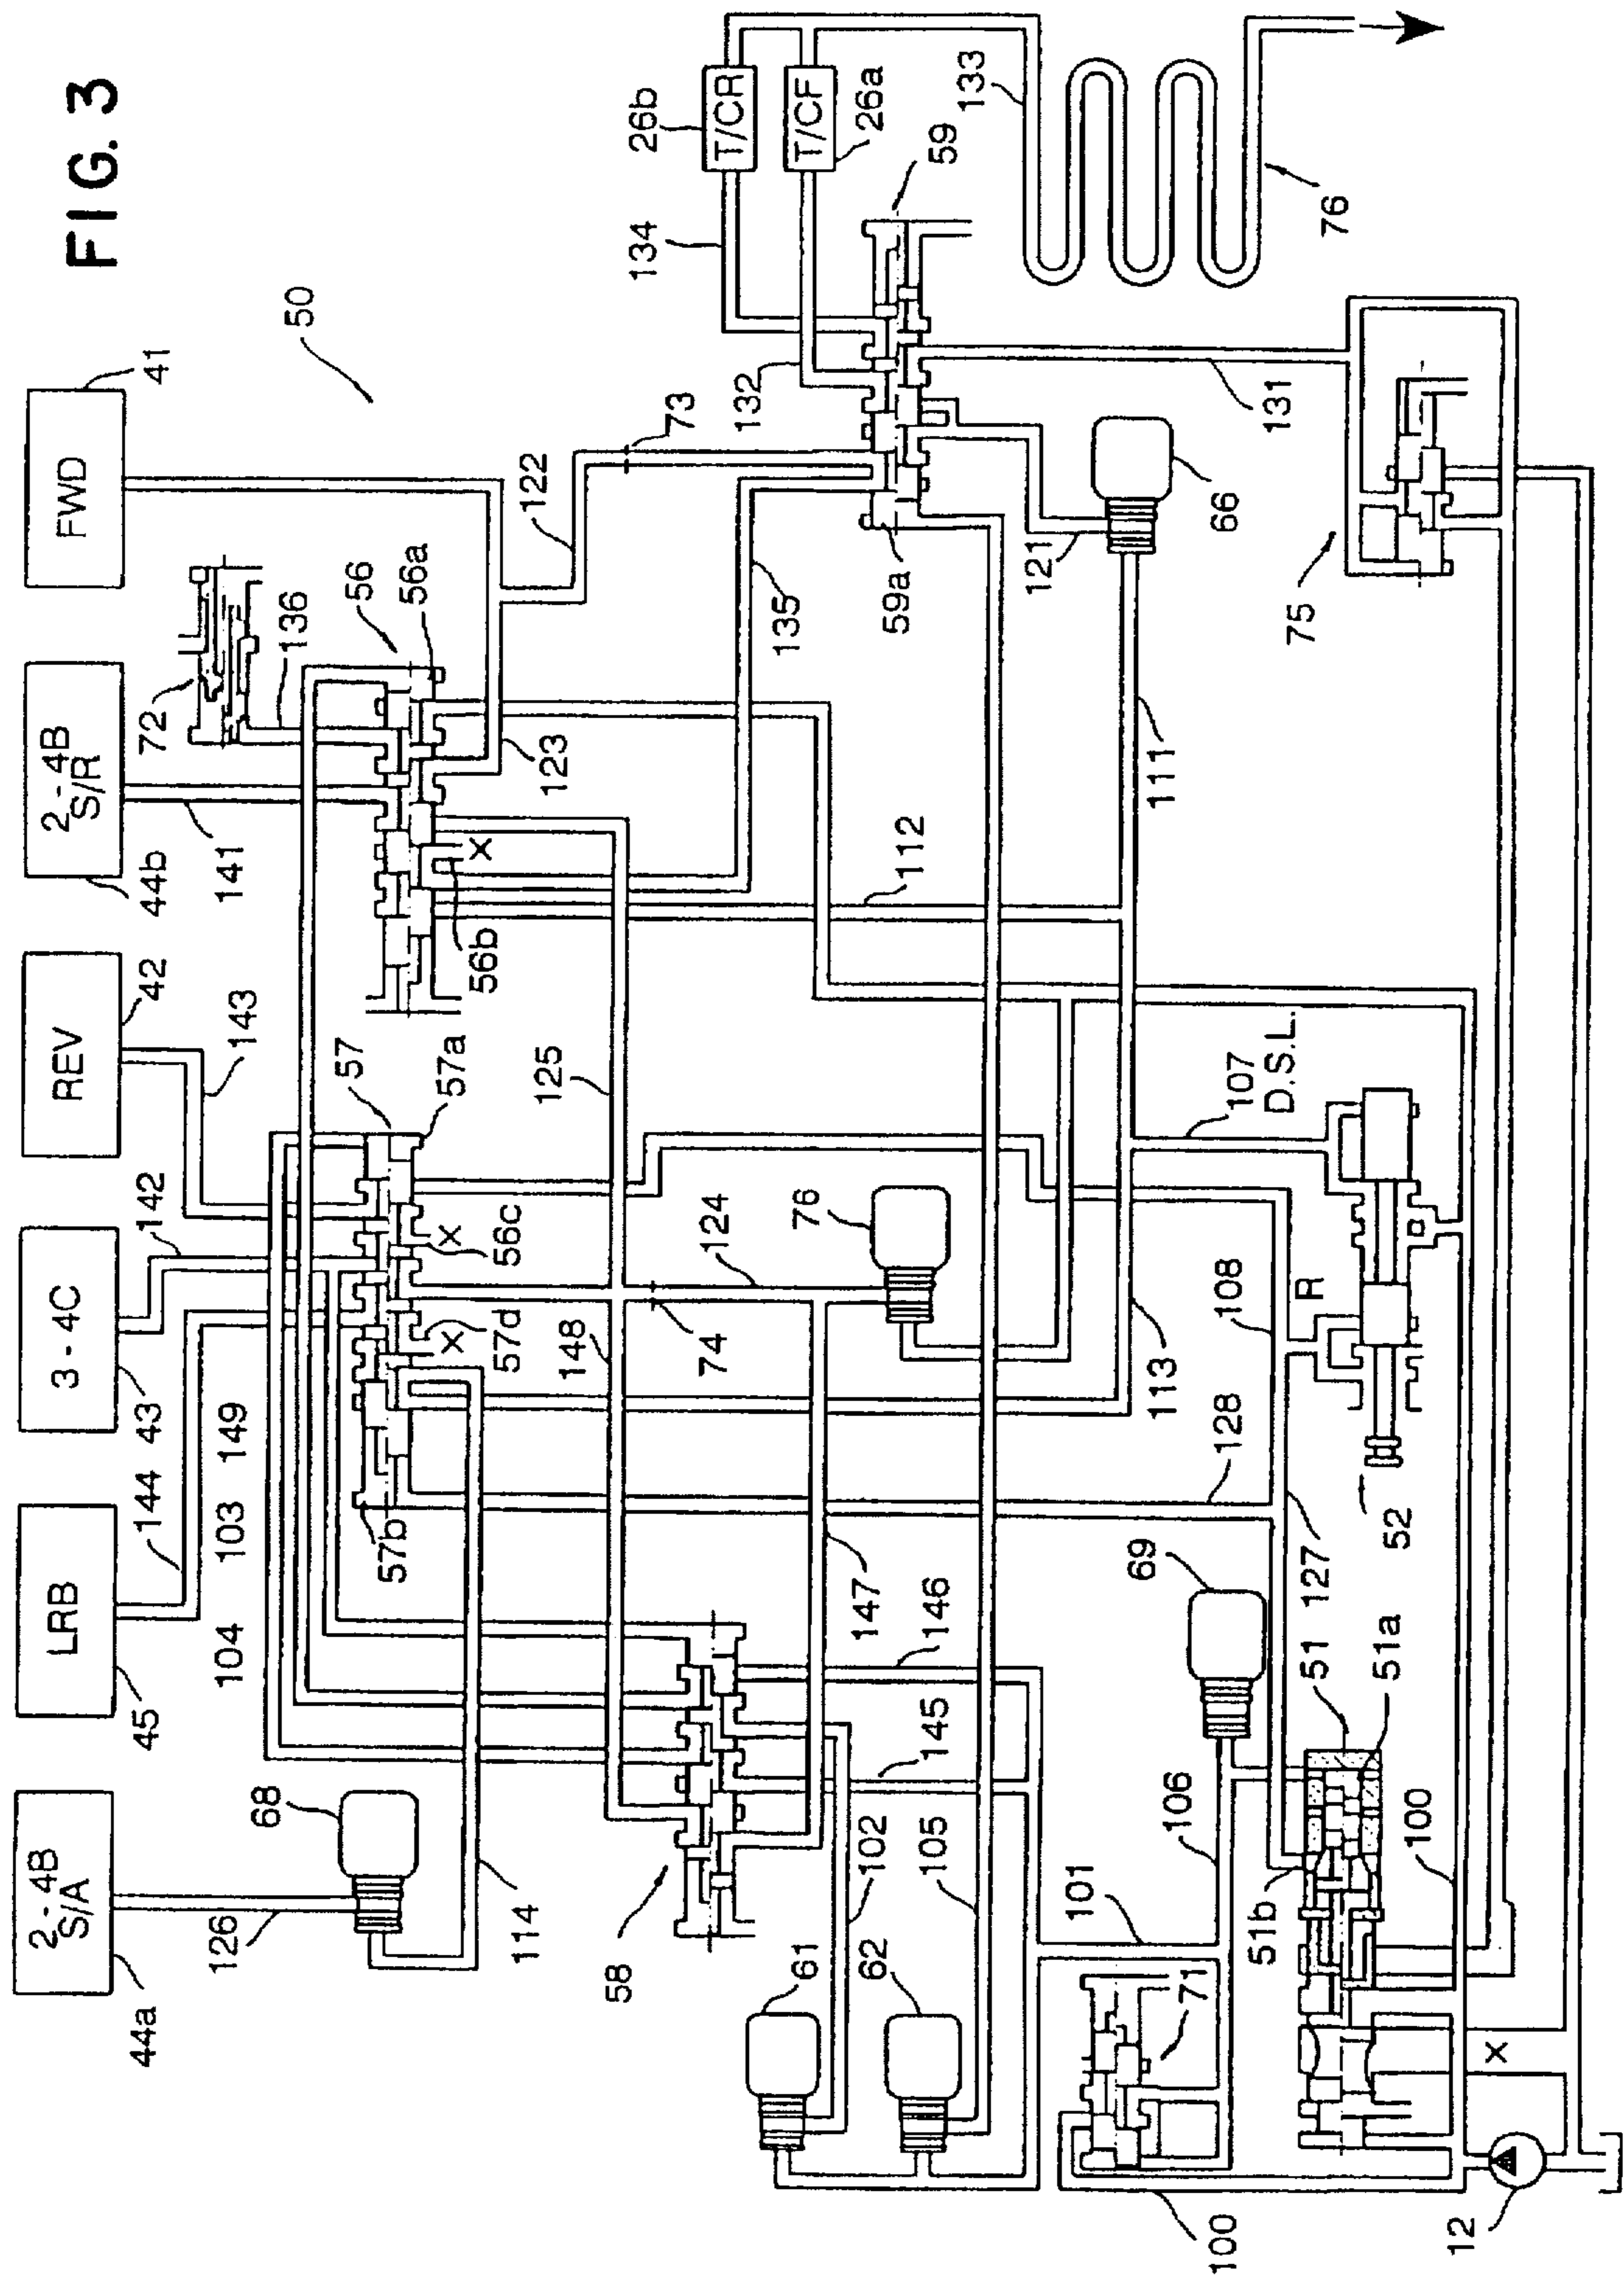 FIG. 3
50
2-4B
S/A
44a
LRB
45
3-4C
43
REV
42
2-4B
S/R
44b
FWD
41
126
144
142
143
141
72
136
68
104
103
149
57
57a
57b
57d
56c
X
X
56
56a
56b
X
123
122
73
114
58
148
125
74
124
76
112
135
132
134
26b
T/CR
T/CF
26a
59
59a
133
76
61
62
102
105
145
146
147
113
111
121
66
131
75
101
106
69
128
108
107
D.S.L.
R
71
51b
51
51a
127
52
100
100
X
12